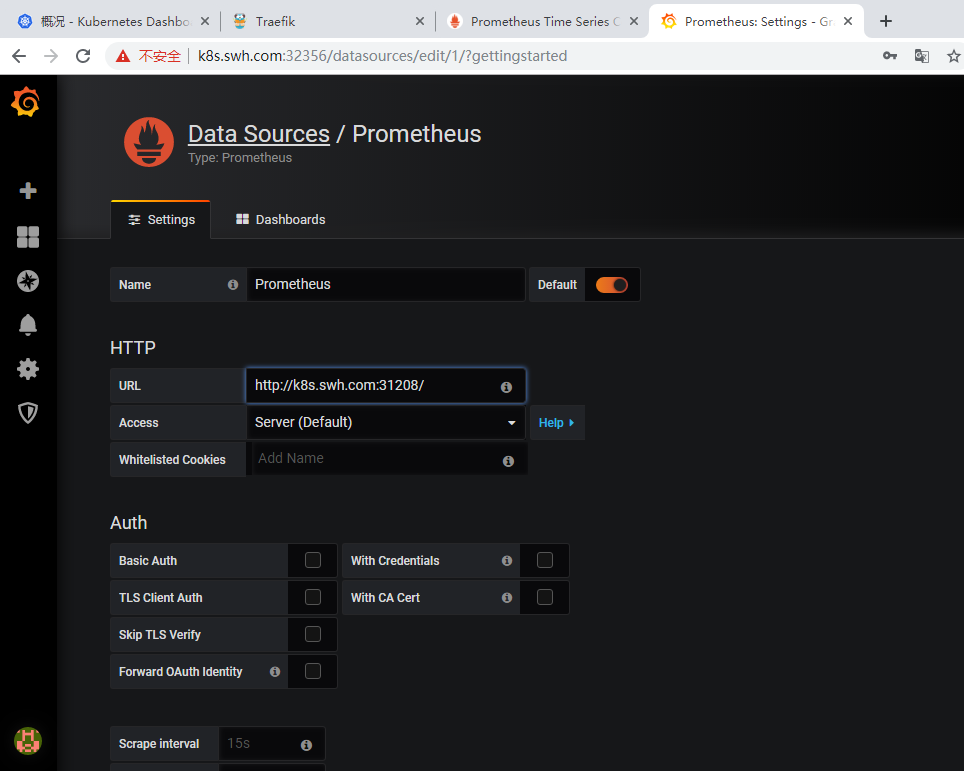 概况 - Kubernetes Dashbo
Traefik
Prometheus Time Series C
Prometheus: Settings - Gra
不安全 k8s.swh.com:32356/datasources/edit/1/?gettingstarted
Data Sources / Prometheus
Type: Prometheus
Settings Dashboards
Name Prometheus Default
HTTP
URL http://k8s.swh.com:31208/
Access Server (Default) Help
Whitelisted Cookies Add Name
Auth
Basic Auth With Credentials
TLS Client Auth With CA Cert
Skip TLS Verify
Forward OAuth Identity
Scrape interval 15s